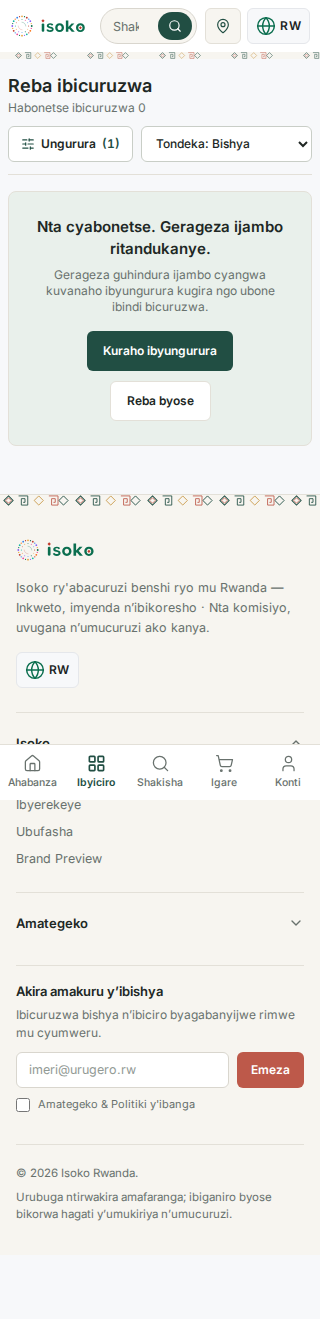 isoko
RW
Reba ibicuruzwa
Habonetse ibicuruzwa 0
Ungurura (1)
Tondeka: Bishya
Nta cyabonetse. Gerageza ijambo
ritandukanye.
Gerageza guhindura ijambo cyangwa
kuvanaho ibyungurura kugira ngo ubone
ibindi bicuruzwa.
Kuraho ibyungurura
Reba byose
isoko
Isoko ry'abacuruzi benshi ryo mu Rwanda —
Inkweto, imyenda n'ibikoresho · Nta komisiyo,
uvugana n'umucuruzi ako kanya.
RW
Isoko
Ahabanza
Ibyiciro
Shakisha
Igare
Konti
Ibyerekeye
Ubufasha
Brand Preview
Amategeko
Akira amakuru y'ibishya
Ibicuruzwa bishya n'ibiciro byagabanyijwe rimwe
mu cyumweru.
imeri@urugero.rw
Emeza
Amategeko & Politiki y'ibanga
© 2026 Isoko Rwanda.
Urubuga ntirwakira amafaranga; ibiganiro byose
bikorwa hagati y'umukiriya n'umucuruzi.